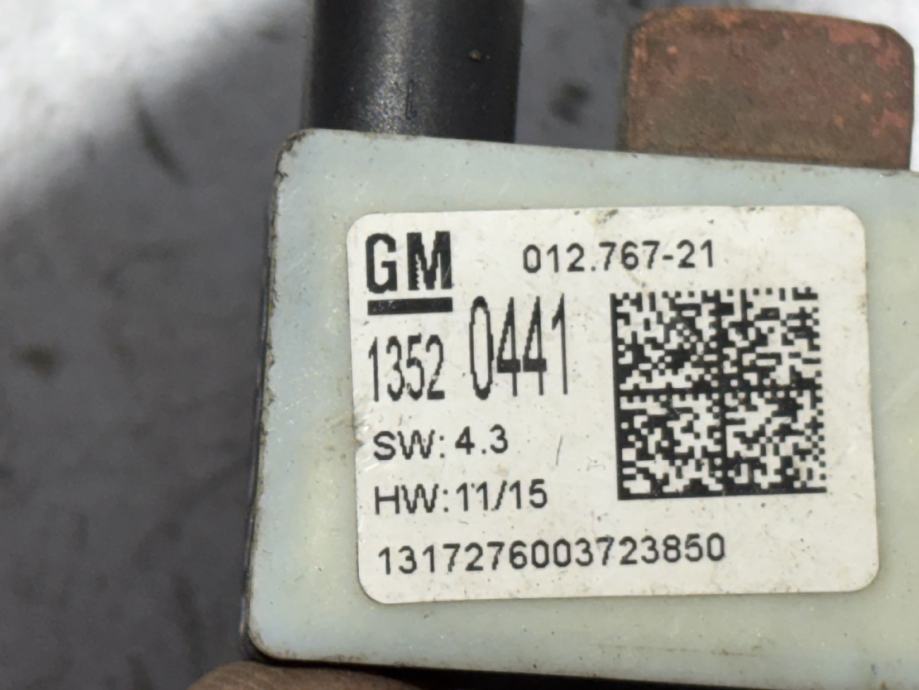 GM 012.767-21
1352 0441
SW: 4.3
HW: 11/15
1317276003723850